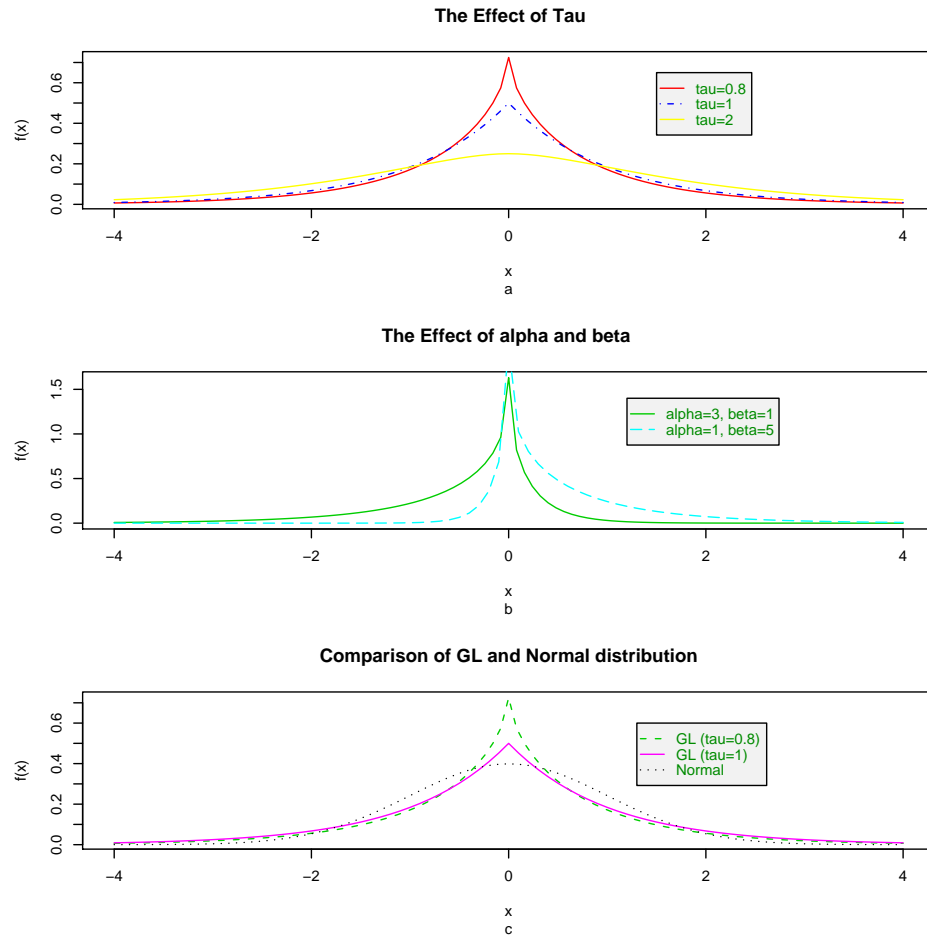 The Effect of Tau
f(x)
0.0 0.2 0.4 0.6
tau=0.8
tau=1
tau=2
−4 −2 0 2 4
x
a
The Effect of alpha and beta
f(x)
0.0 0.5 1.0 1.5
alpha=3, beta=1
alpha=1, beta=5
−4 −2 0 2 4
x
b
Comparison of GL and Normal distribution
f(x)
0.0 0.2 0.4 0.6
GL (tau=0.8)
GL (tau=1)
Normal
−4 −2 0 2 4
x
c